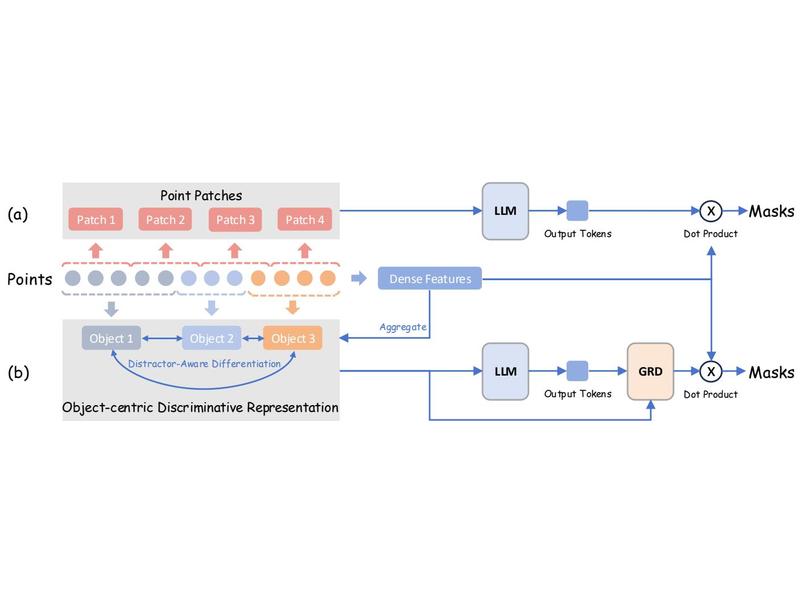 Point Patches
(a)
Patch 1 Patch 2 Patch 3 Patch 4
LLM
Output Tokens
X
Dot Product
Masks
Points
Dense Features
Aggregate
Object 1 Object 2 Object 3
Distractor-Aware Differentiation
(b)
Object-centric Discriminative Representation
LLM
Output Tokens
GRD
X
Dot Product
Masks